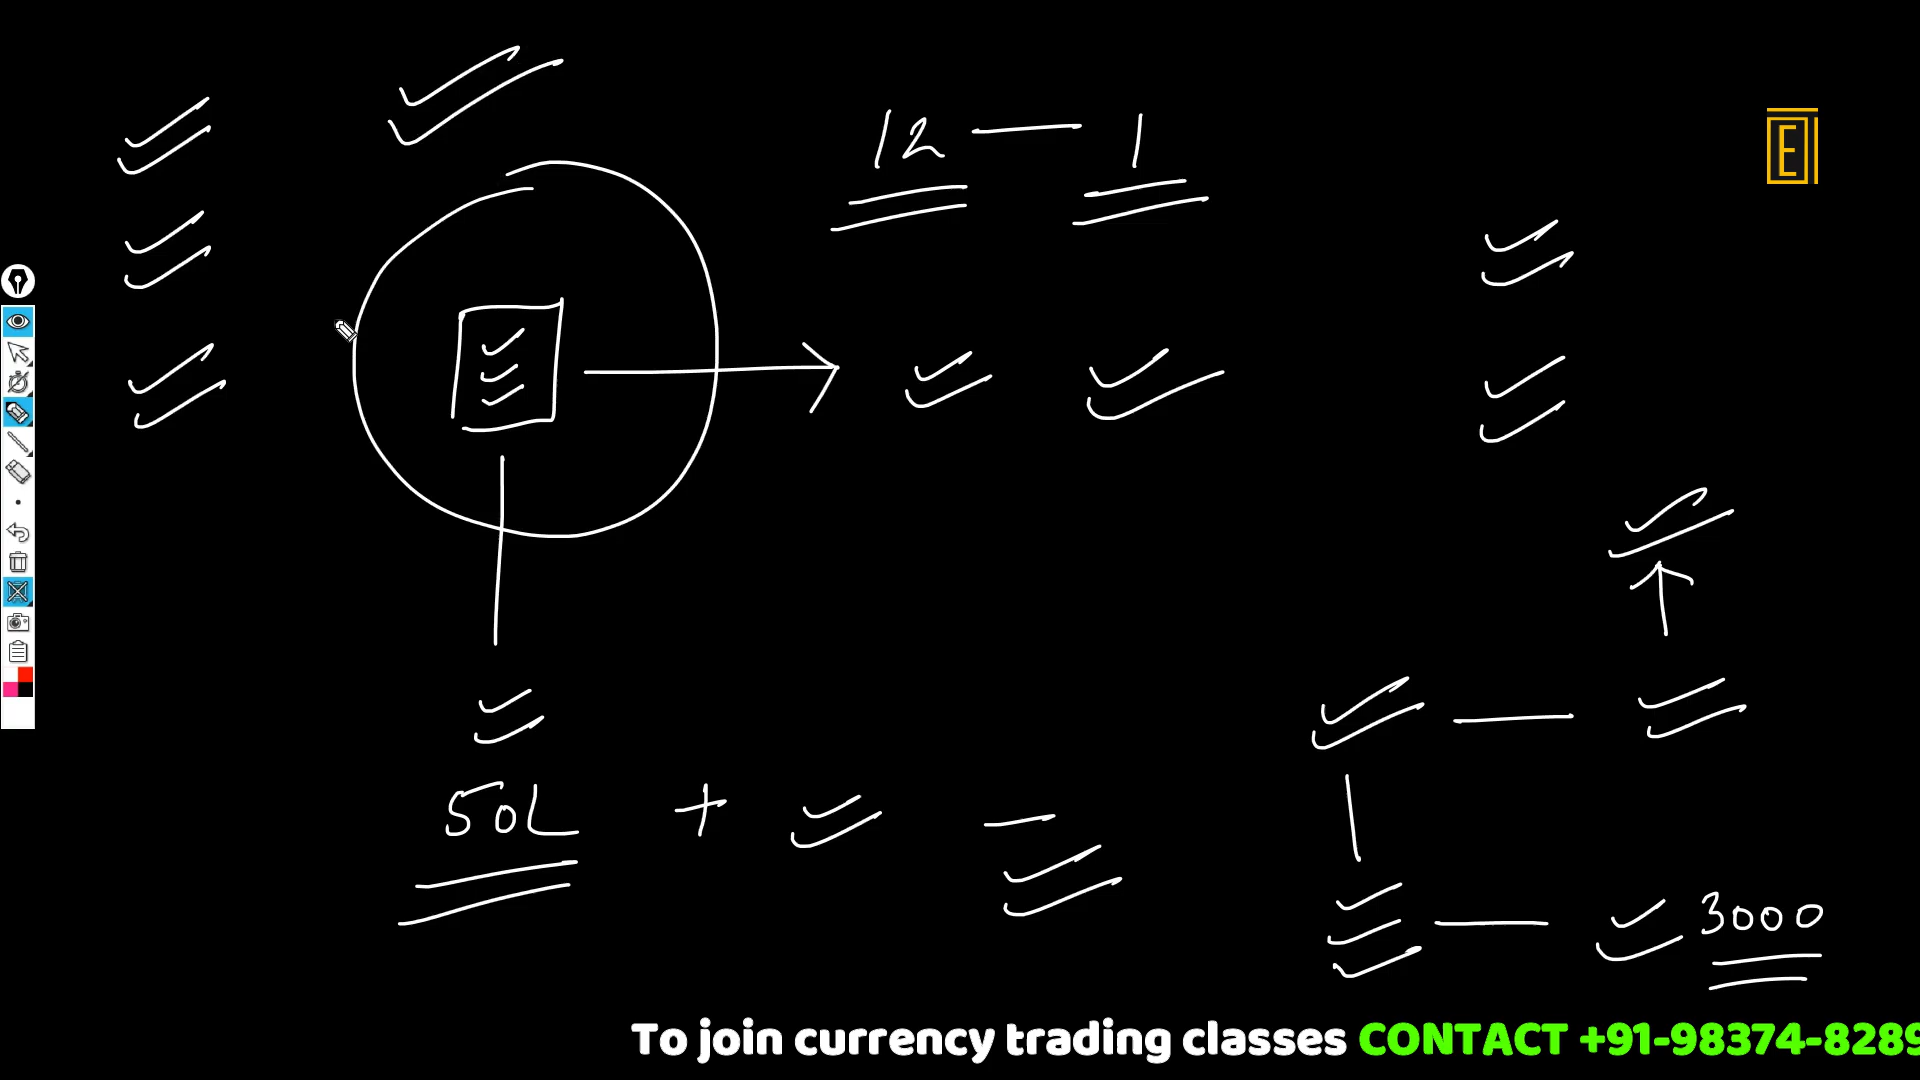 12 — 1
E
50L +
3000
To join currency trading classes CONTACT +91-98374-8289